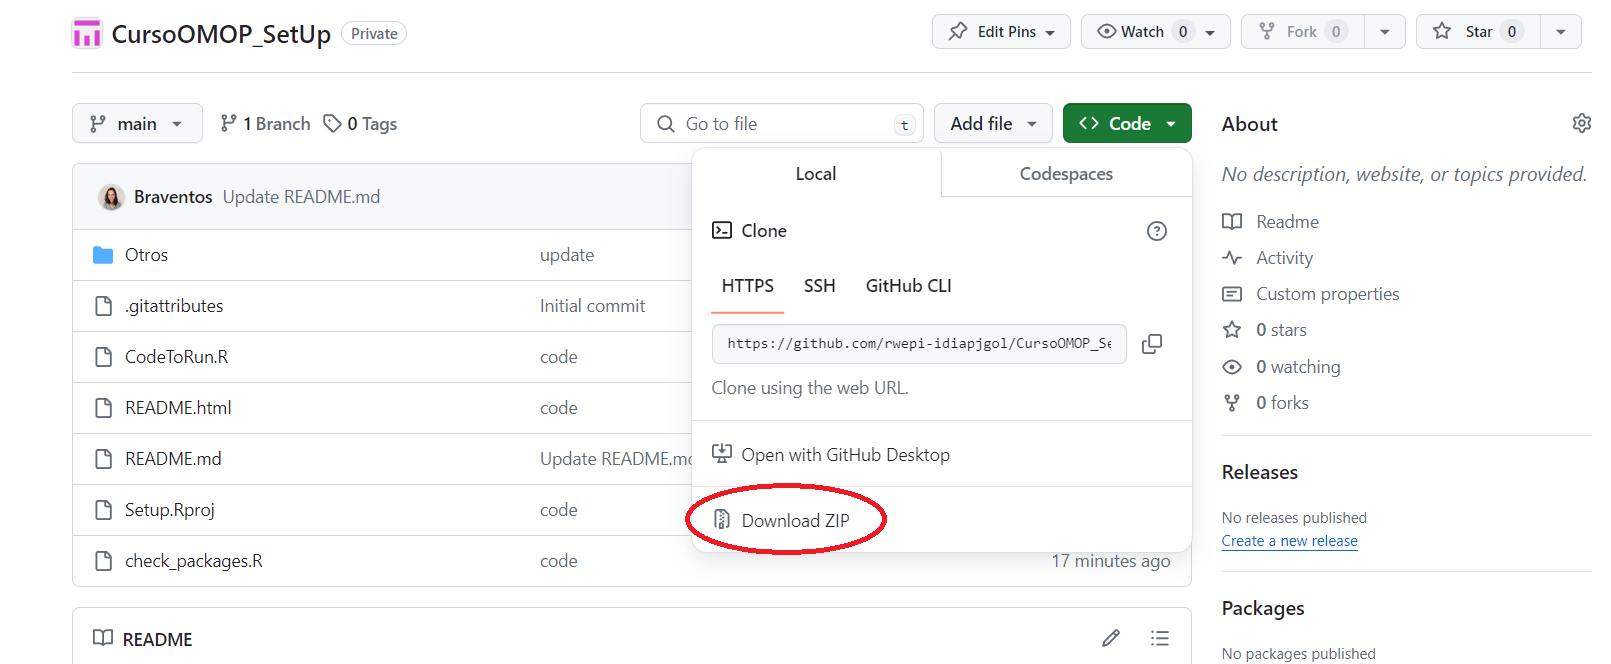 CursoOMOP_SetUp Private Edit Pins Watch 0 Fork 0 Star 0
main 1 Branch 0 Tags Go to file t Add file Code
Local Codespaces
Clone
HTTPS SSH GitHub CLI
https://github.com/rwepi-idiapjgol/CursoOMOP_Se
Clone using the web URL.
Open with GitHub Desktop
Download ZIP
Braventos Update README.md
Otros update
.gitattributes Initial commit
CodeToRun.R code
README.html code
README.md Update README.m
Setup.Rproj code
check_packages.R code 17 minutes ago
README
About
No description, website, or topics provided.
Readme
Activity
Custom properties
0 stars
0 watching
0 forks
Releases
No releases published
Create a new release
Packages
No packages published